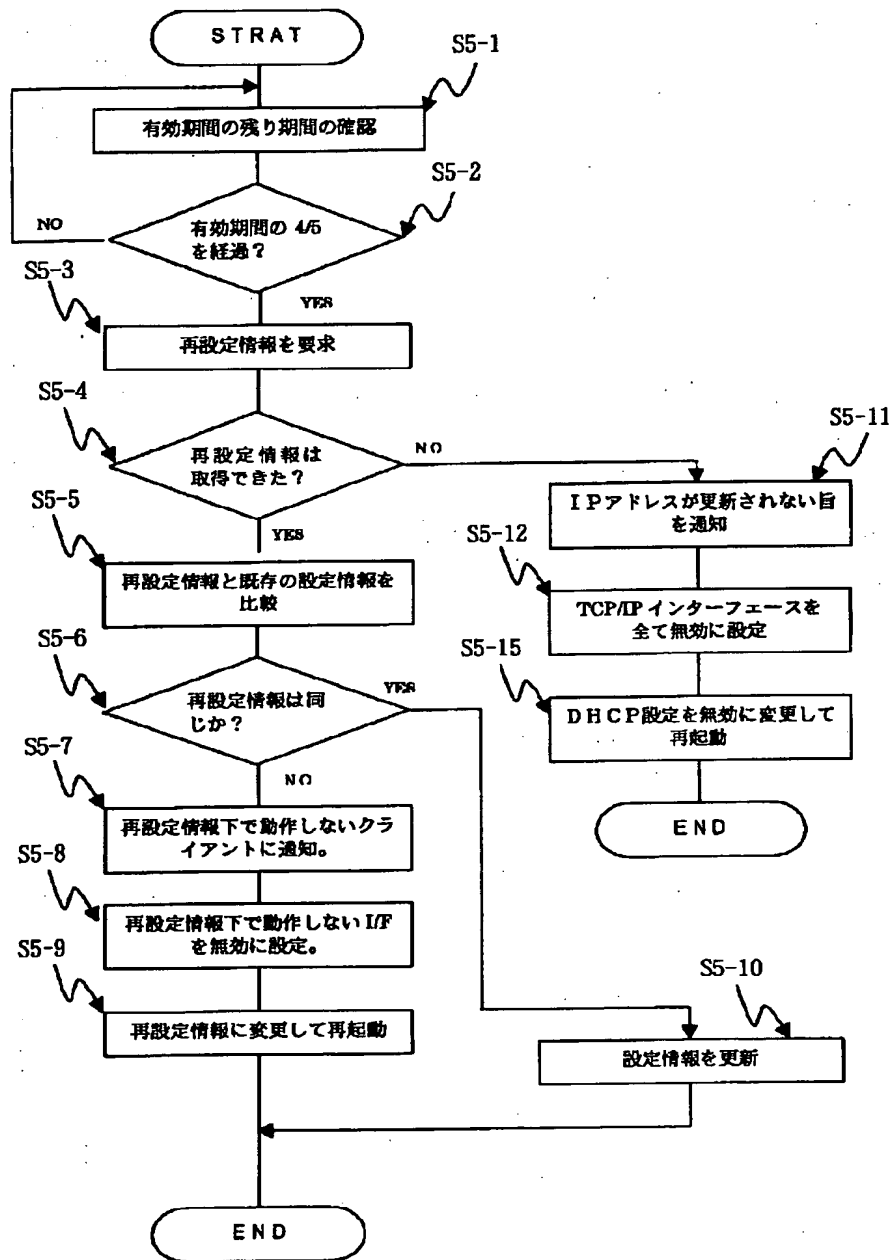 STRAT
S5-1
有効期間の残り期間の確認
S5-2
NO
有効期間の 4/5
を経過？
S5-3
YES
再設定情報を要求
S5-4
再設定情報は
取得できた？
NO
S5-11
IPアドレスが更新されない旨
を通知
S5-5
YES
S5-12
再設定情報と既存の設定情報を
比較
TCP/IP インターフェースを
全て無効に設定
S5-6
S5-15
再設定情報は同
じか？
YES
DHCP設定を無効に変更して
再起動
S5-7
NO
END
再設定情報下で動作しないクラ
イアントに通知。
S5-8
再設定情報下で動作しない I/F
を無効に設定。
S5-9
S5-10
再設定情報に変更して再起動
設定情報を更新
END